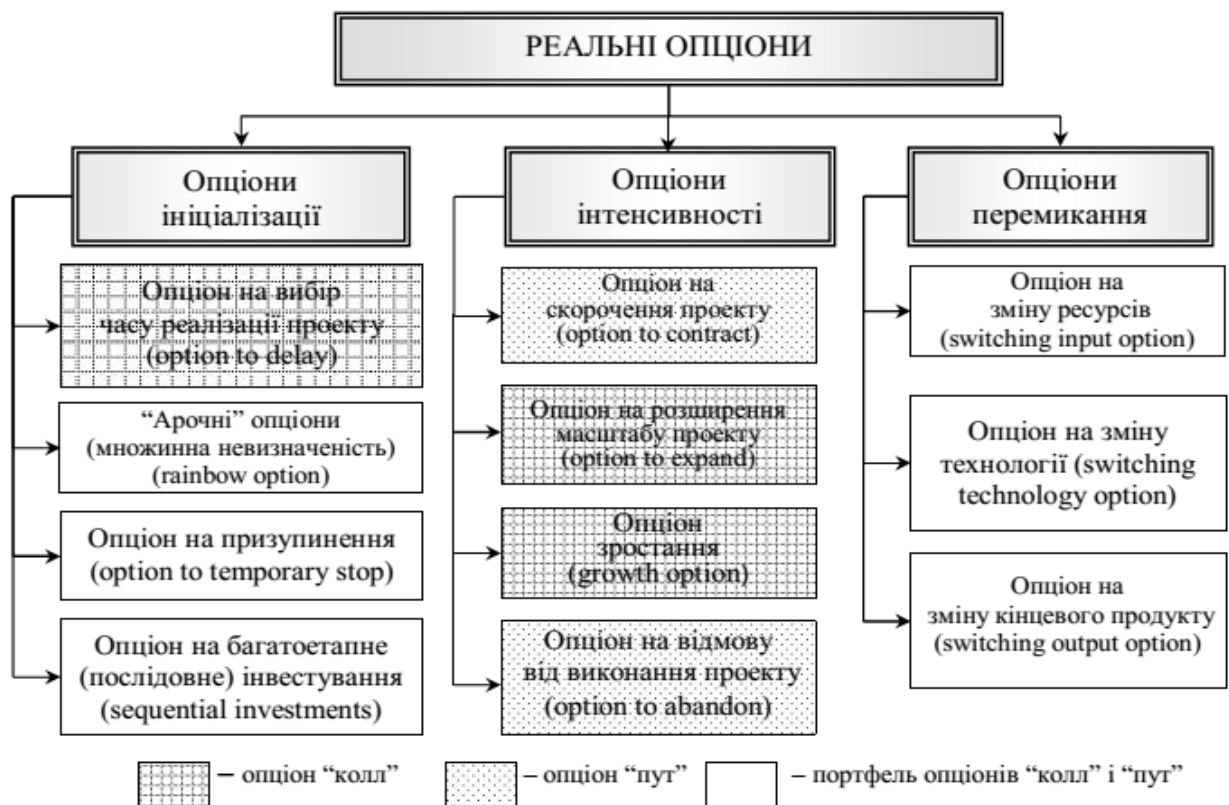 РЕАЛЬНІ ОПЦІОНИ
Опціони
ініціалізації
Опціон на вибір
часу реалізації проекту
(option to delay)
“Арочні” опціони
(множинна невизначеність)
(rainbow option)
Опціон на призупинення
(option to temporary stop)
Опціон на багатоетапне
(послідовне) інвестування
(sequential investments)
Опціони
інтенсивності
Опціон на
скорочення проекту
(option to contract)
Опціон на розширення
масштабу проекту
(option to expand)
Опціон
зростання
(growth option)
Опціон на відмову
від виконання проекту
(option to abandon)
Опціони
перемикання
Опціон на
зміну ресурсів
(switching input option)
Опціон на зміну
технології (switching
technology option)
Опціон на
зміну кінцевого продукту
(switching output option)
– опціон “колл”
– опціон “пут”
– портфель опціонів “колл” і “пут”